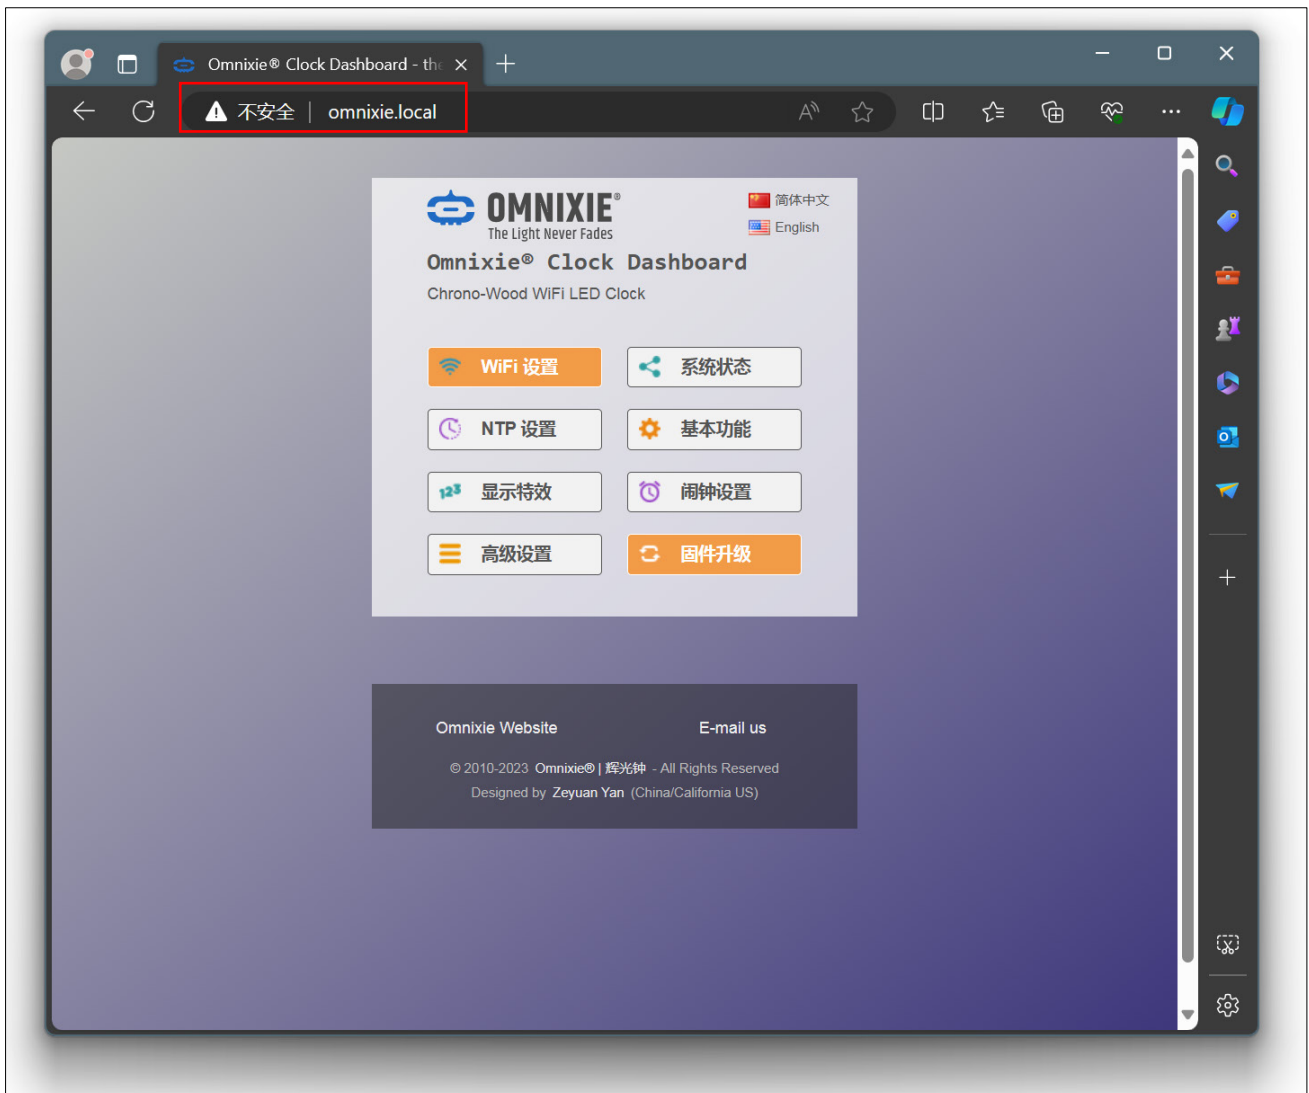 Omnixie® Clock Dashboard - the
不安全 | omnixie.local
OMNIXIE®
The Light Never Fades
简体中文
English
Omnixie® Clock Dashboard
Chrono-Wood WiFi LED Clock
WiFi 设置
系统状态
NTP 设置
基本功能
显示特效
闹钟设置
高级设置
固件升级
Omnixie Website
E-mail us
© 2010-2023 Omnixie® | 辉光钟 - All Rights Reserved
Designed by Zeyuan Yan (China/California US)